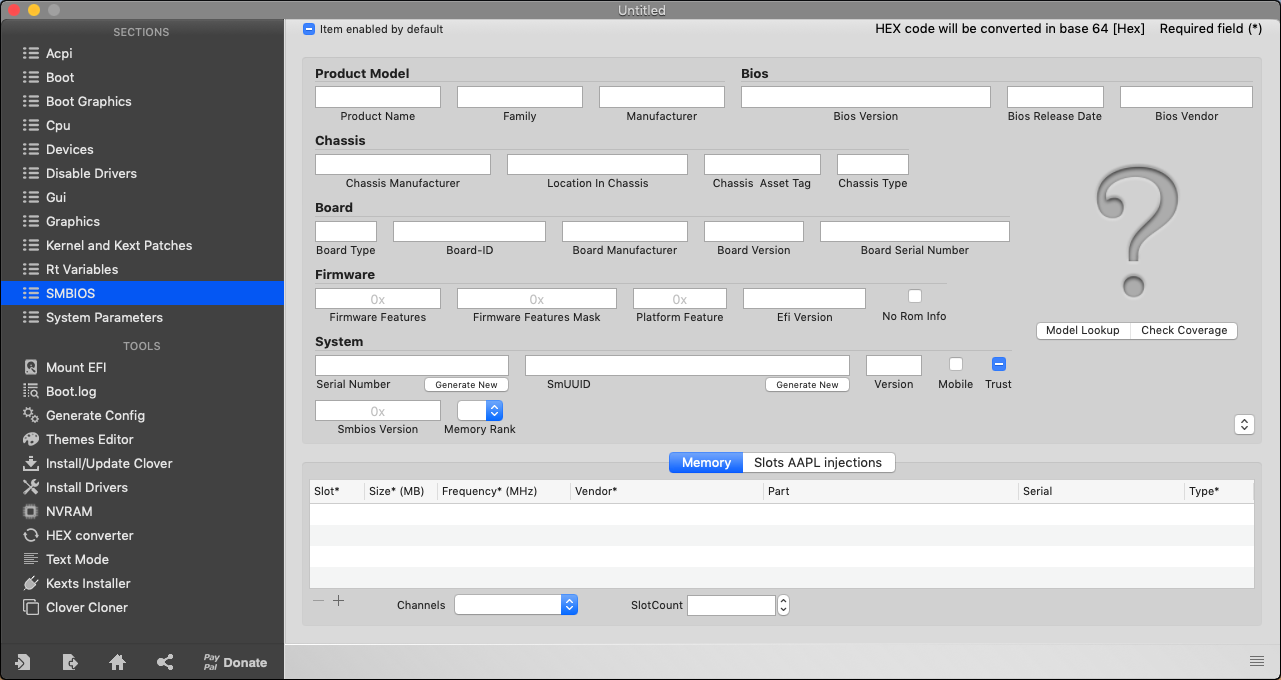 Untitled
SECTIONS
Acpi
Boot
Boot Graphics
Cpu
Devices
Disable Drivers
Gui
Graphics
Kernel and Kext Patches
Rt Variables
SMBIOS
System Parameters
TOOLS
Mount EFI
Boot.log
Generate Config
Themes Editor
Install/Update Clover
Install Drivers
NVRAM
HEX converter
Text Mode
Kexts Installer
Clover Cloner
Pay Pal Donate
Item enabled by default HEX code will be converted in base 64 [Hex] Required field (*)
Product Model Bios
Product Name Family Manufacturer Bios Version Bios Release Date Bios Vendor
Chassis
Chassis Manufacturer Location In Chassis Chassis Asset Tag Chassis Type
Board
Board Type Board-ID Board Manufacturer Board Version Board Serial Number
Firmware
0x 0x 0x
Firmware Features Firmware Features Mask Platform Feature Efi Version No Rom Info
?
Model Lookup Check Coverage
System
Serial Number Generate New SmUUID Generate New Version Mobile Trust
0x
Smbios Version Memory Rank
Memory Slots AAPL injections
Slot* Size* (MB) Frequency* (MHz) Vendor* Part Serial Type*
− + Channels SlotCount